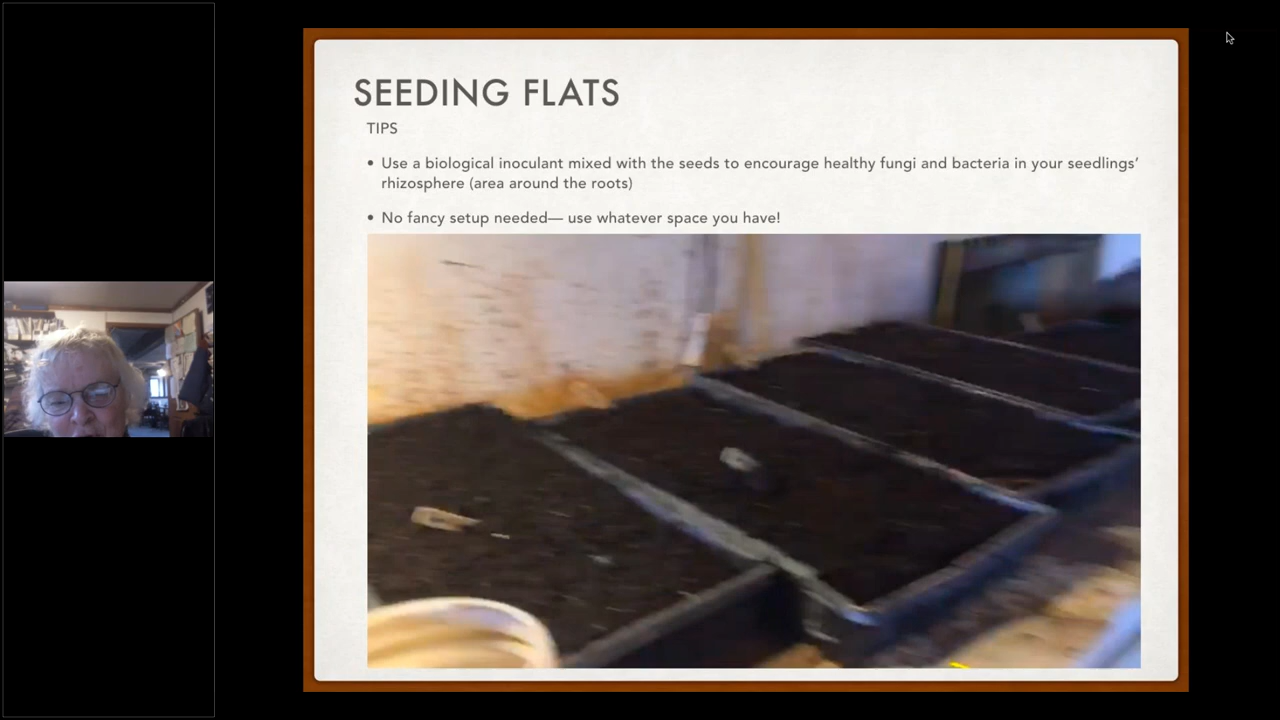 SEEDING FLATS
TIPS
• Use a biological inoculant mixed with the seeds to encourage healthy fungi and bacteria in your seedlings’
rhizosphere (area around the roots)
• No fancy setup needed— use whatever space you have!